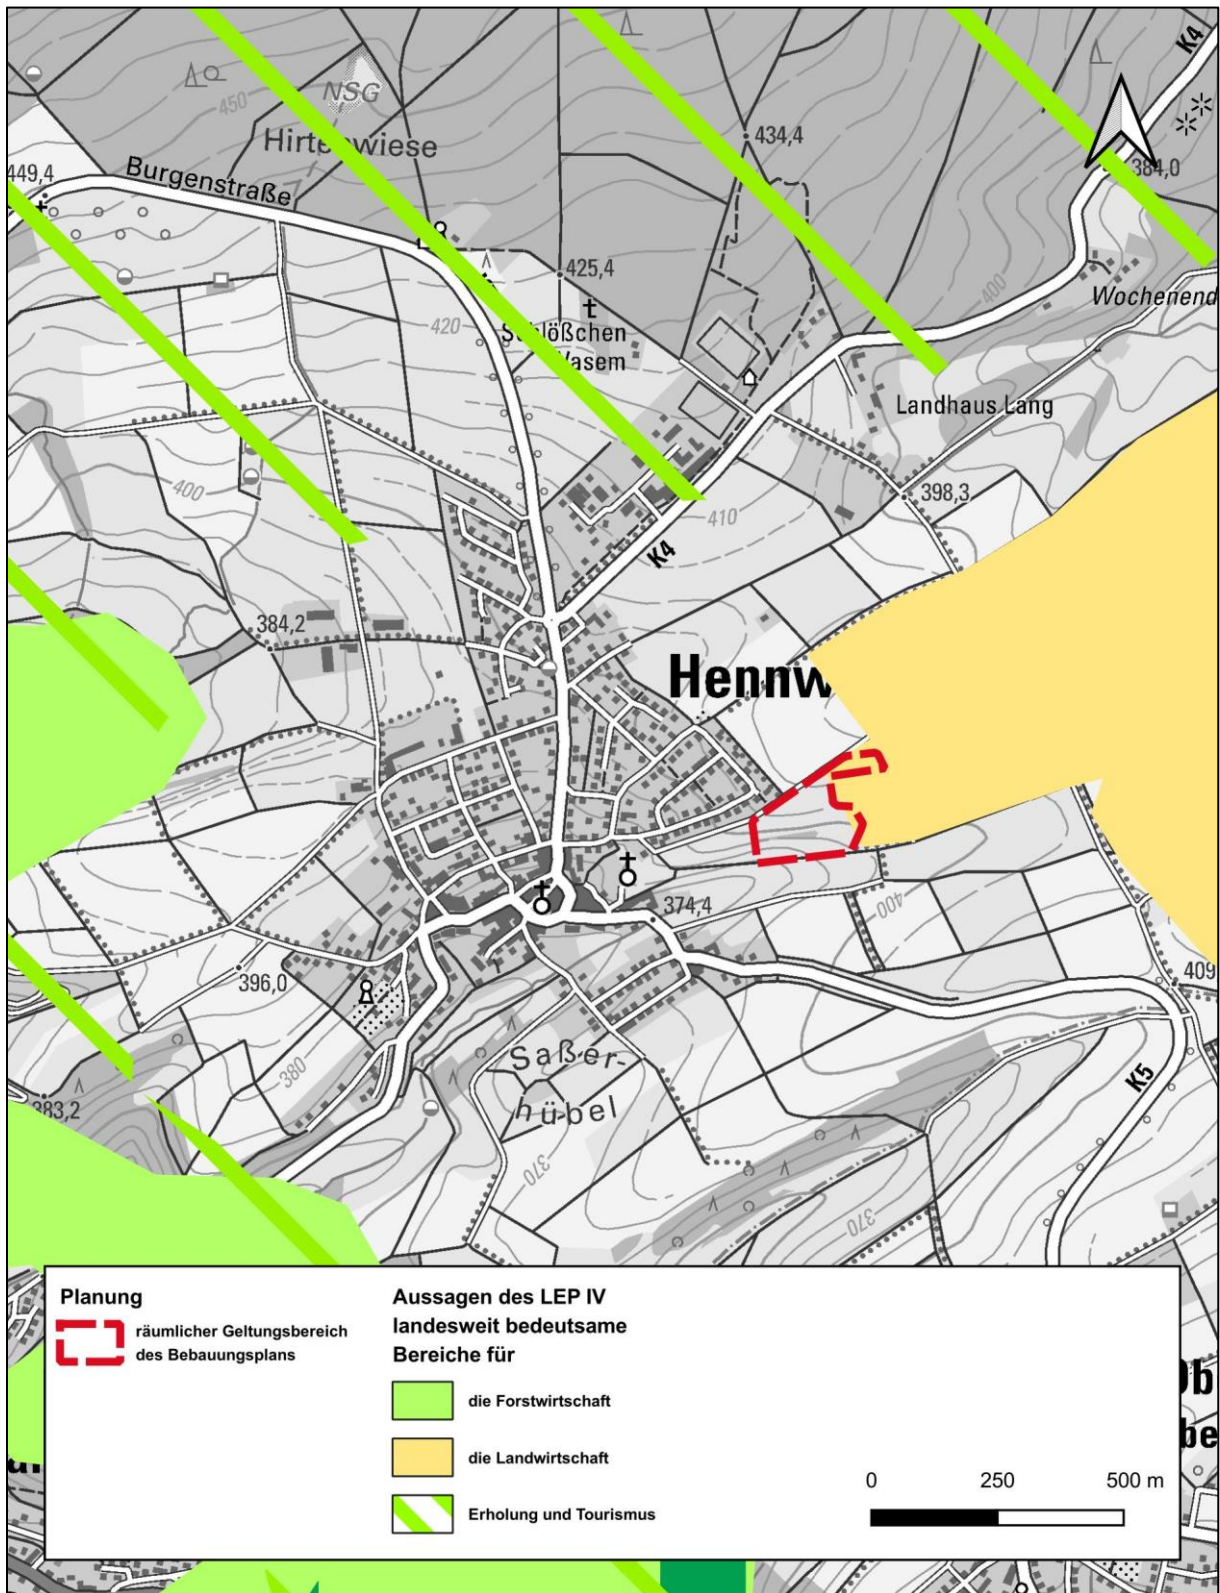 K4
NSG
450
Hirtenwiese
434,4
384,0
449,4
Burgenstraße
425,4
400
Wochenend
420
Schlößchen
Wasem
Landhaus Lang
400
398,3
410
K4
384,2
Hennw
374,4
400
396,0
409
380
Saßer-
hübel
K5
383,2
370
370
Planung
räumlicher Geltungsbereich
des Bebauungsplans
Aussagen des LEP IV
landesweit bedeutsame
Bereiche für
die Forstwirtschaft
die Landwirtschaft
Erholung und Tourismus
0 250 500 m
be